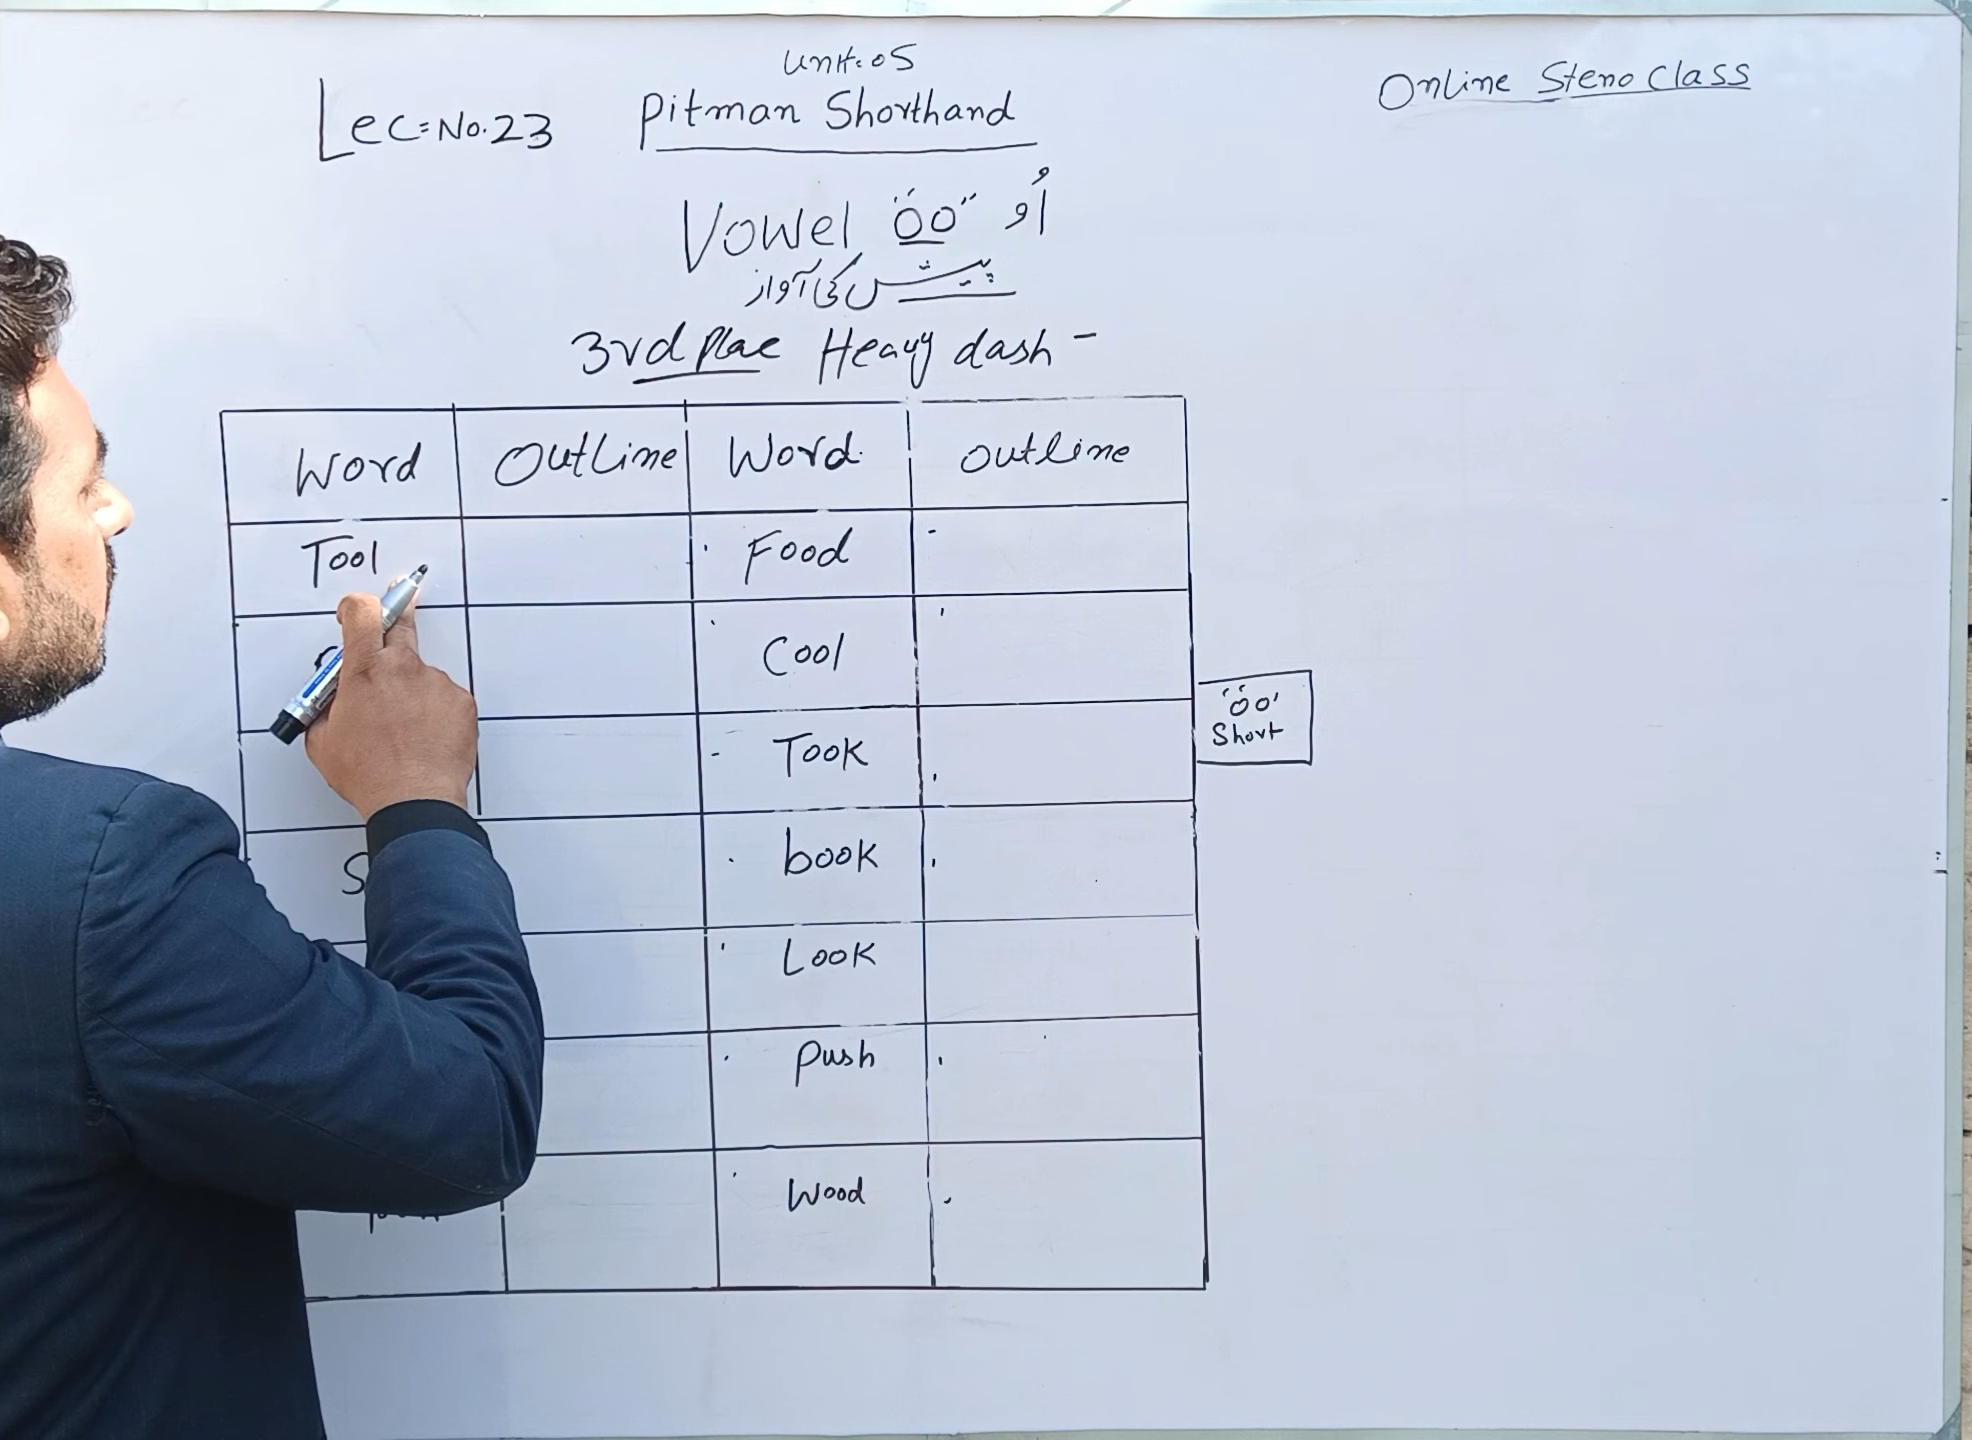 Unit:05
Lec=No.23 Pitman Shorthand
Online Steno Class
Vowel "oo" اُو
پیش کی آواز
3rd Plae Heavy dash -
Word Outline Word outline
Tool Food
Cool
Took
'oo'
Short
book
Look
Push
Wood